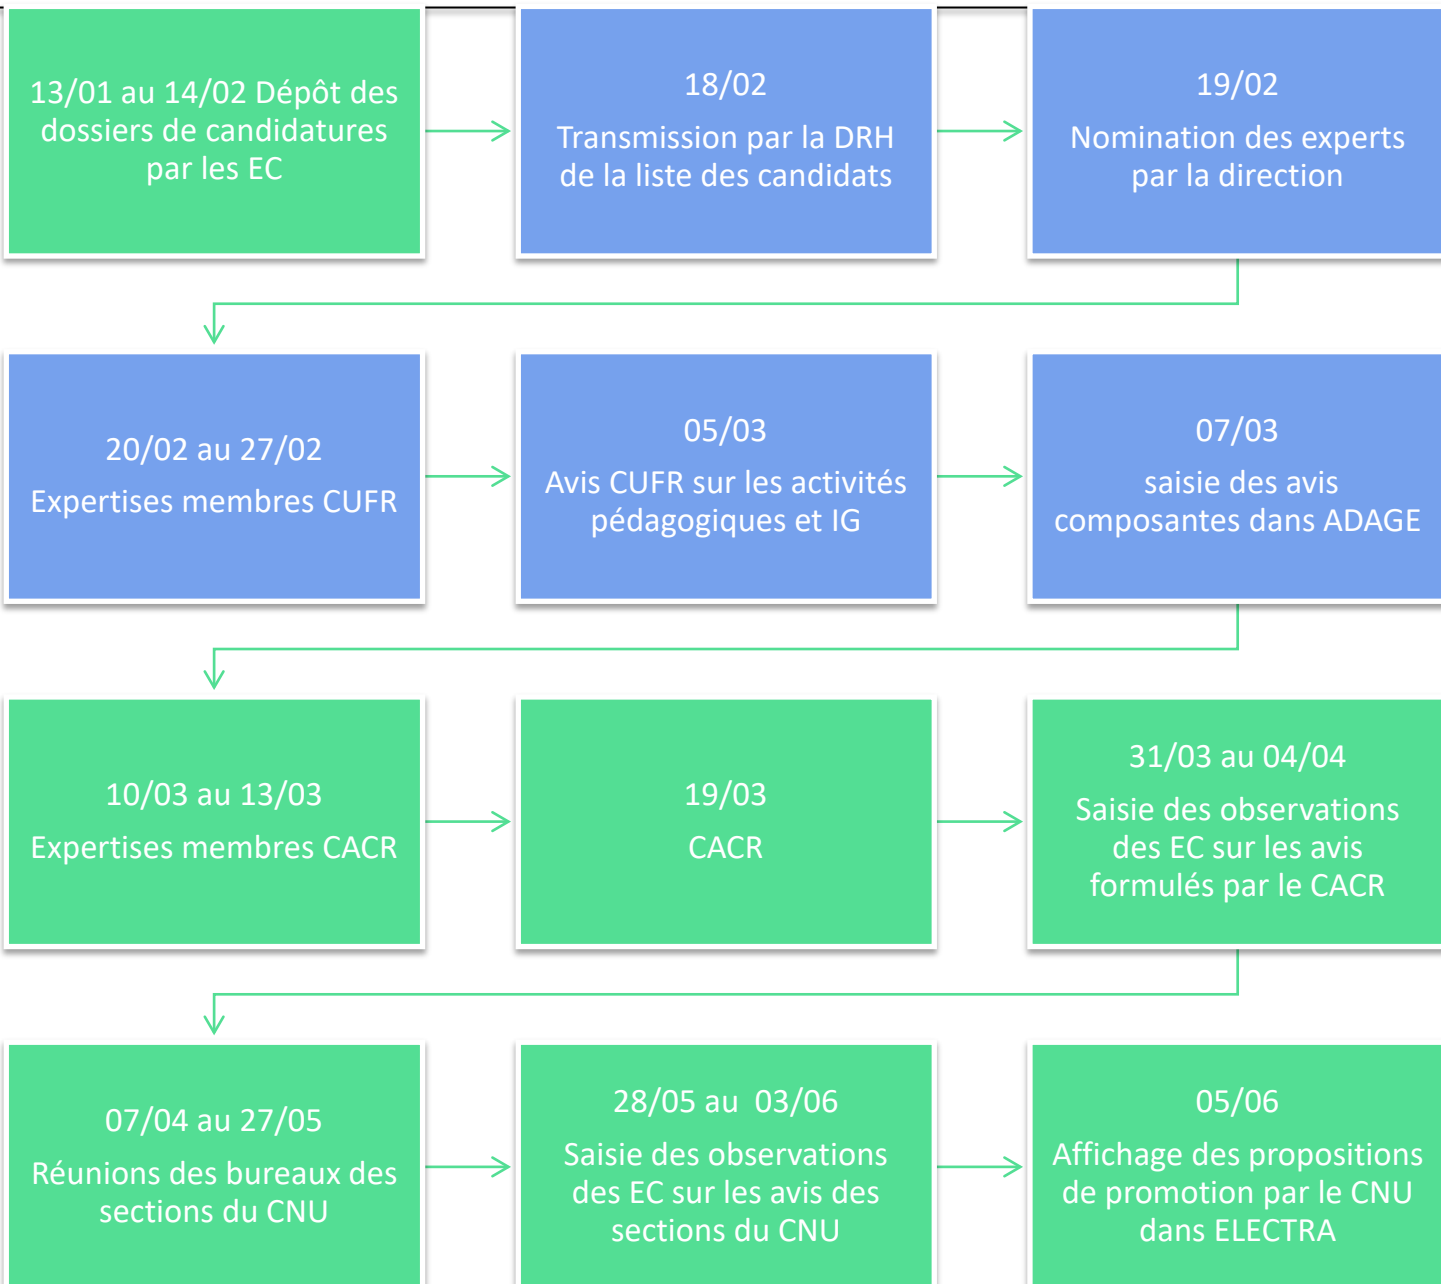 13/01 au 14/02 Dépôt des
dossiers de candidatures
par les EC
18/02
Transmission par la DRH
de la liste des candidats
19/02
Nomination des experts
par la direction
20/02 au 27/02
Expertises membres CUFR
05/03
Avis CUFR sur les activités
pédagogiques et IG
07/03
saisie des avis
composantes dans ADAGE
10/03 au 13/03
Expertises membres CACR
19/03
CACR
31/03 au 04/04
Saisie des observations
des EC sur les avis
formulés par le CACR
07/04 au 27/05
Réunions des bureaux des
sections du CNU
28/05 au  03/06
Saisie des observations
des EC sur les avis des
sections du CNU
05/06
Affichage des propositions
de promotion par le CNU
dans ELECTRA